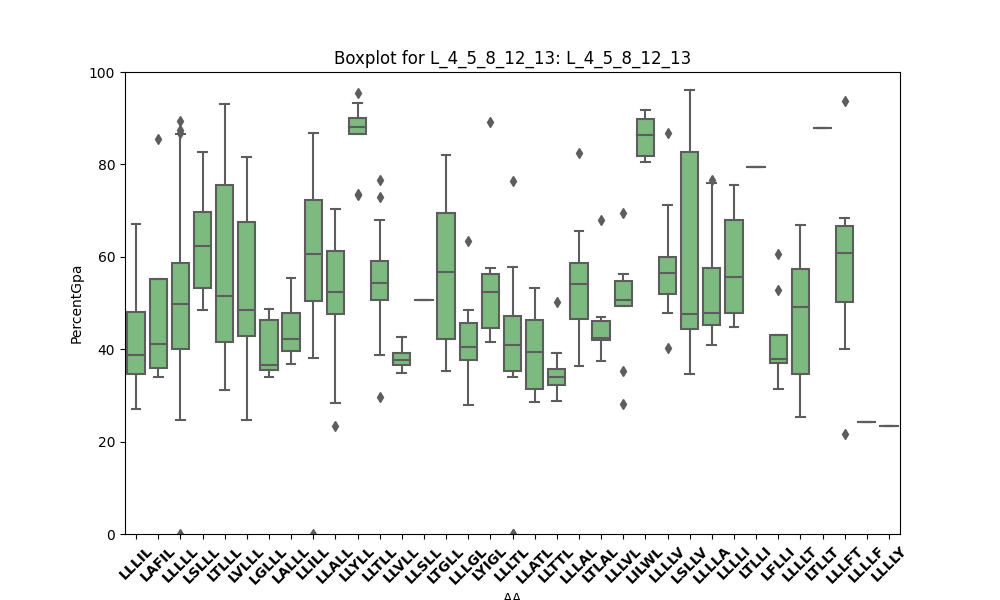 Boxplot for L_4_5_8_12_13: L_4_5_8_12_13
100
80
60
40
20
0
PercentGpa
LLLIL LAFIL LLLLL LSLLL LTLLL LVLLL LGLLL LALLL LLILL LLALL LLYLL LLTLL LLVLL LLSLL LTGLL LLLGL LYIGL LLLTL LLATL LLTTL LLLAL LTLAL LLLVL LILWL LLLLV LSLLV LLLLA LLLLI LTLLI LFLLI LLLLT LTLLT LLLFT LLLLF LLLLY
AA